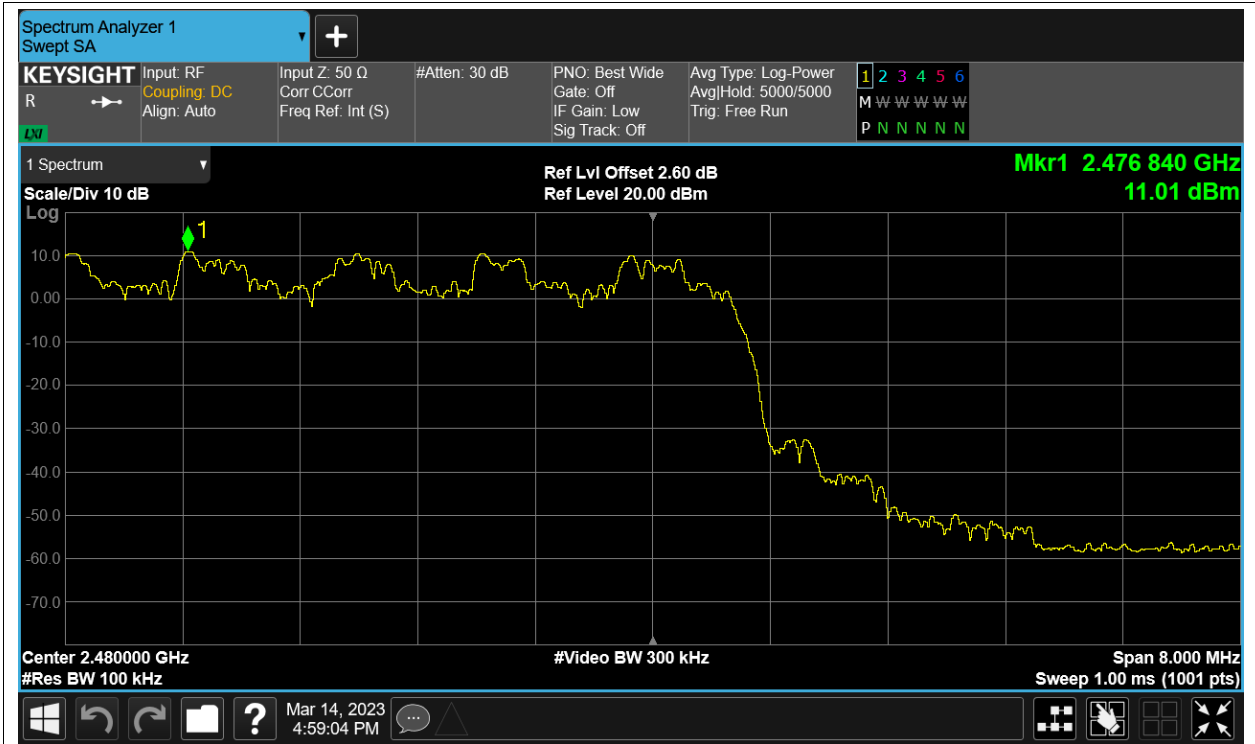 Spectrum Analyzer 1
Swept SA
+
KEYSIGHT Input: RF Input Z: 50 Ω #Atten: 30 dB PNO: Best Wide Avg Type: Log-Power 1 2 3 4 5 6
R Coupling: DC Corr CCorr Gate: Off Avg|Hold: 5000/5000 M W W W W W
Align: Auto Freq Ref: Int (S) IF Gain: Low Trig: Free Run
LXI Sig Track: Off P N N N N N
1 Spectrum Ref Lvl Offset 2.60 dB Mkr1 2.476 840 GHz
Scale/Div 10 dB Ref Level 20.00 dBm 11.01 dBm
Log
1
10.0
0.00
-10.0
-20.0
-30.0
-40.0
-50.0
-60.0
-70.0
Center 2.480000 GHz #Video BW 300 kHz Span 8.000 MHz
#Res BW 100 kHz Sweep 1.00 ms (1001 pts)
? Mar 14, 2023
4:59:04 PM